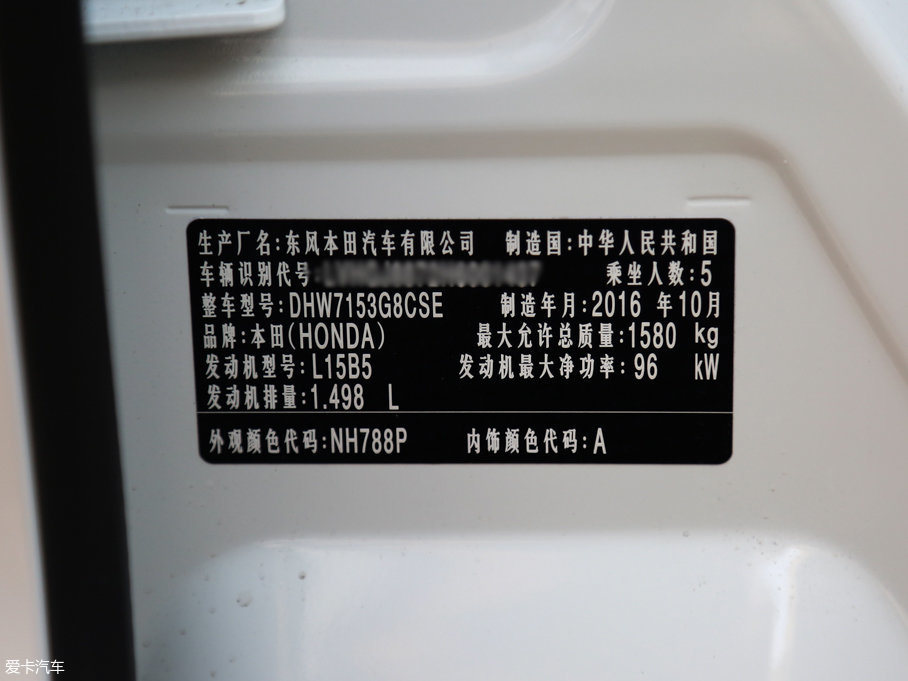 生产厂名:东风本田汽车有限公司 制造国:中华人民共和国
车辆识别代号 乘坐人数:5
整车型号:DHW7153G8CSE 制造年月:2016 年10月
品牌:本田(HONDA) 最大允许总质量:1580 kg
发动机型号:L15B5 发动机最大净功率:96 kW
发动机排量:1.498 L
外观颜色代码:NH788P 内饰颜色代码:A
爱卡汽车